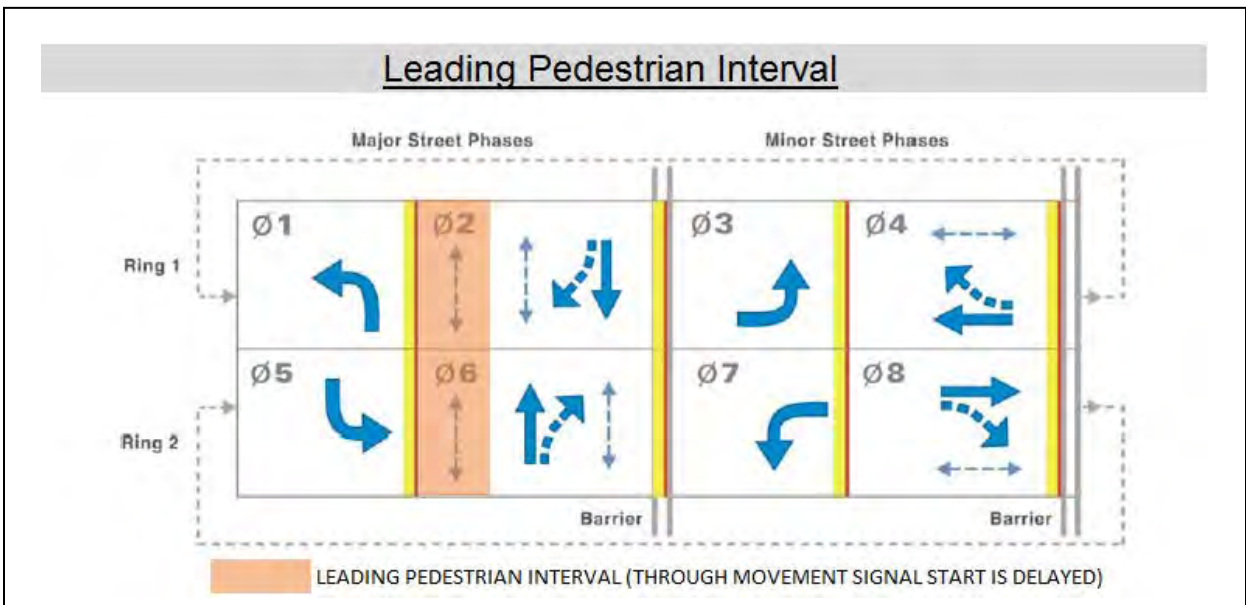 Leading Pedestrian Interval
Major Street Phases
Minor Street Phases
Ring 1
Ø1
Ø2
Ø3
Ø4
Ring 2
Ø5
Ø6
Ø7
Ø8
Barrier
Barrier
LEADING PEDESTRIAN INTERVAL (THROUGH MOVEMENT SIGNAL START IS DELAYED)